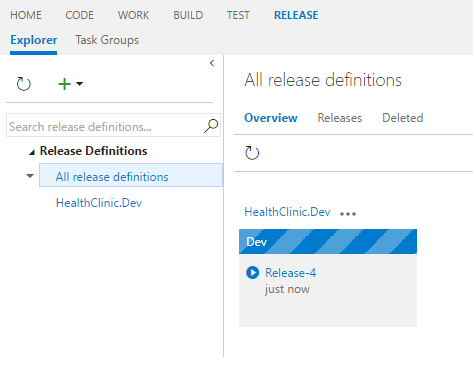 HOME CODE WORK BUILD TEST RELEASE
Explorer Task Groups
Search release definitions...
Release Definitions
All release definitions
HealthClinic.Dev
All release definitions
Overview Releases Deleted
HealthClinic.Dev ...
Dev
Release-4
just now